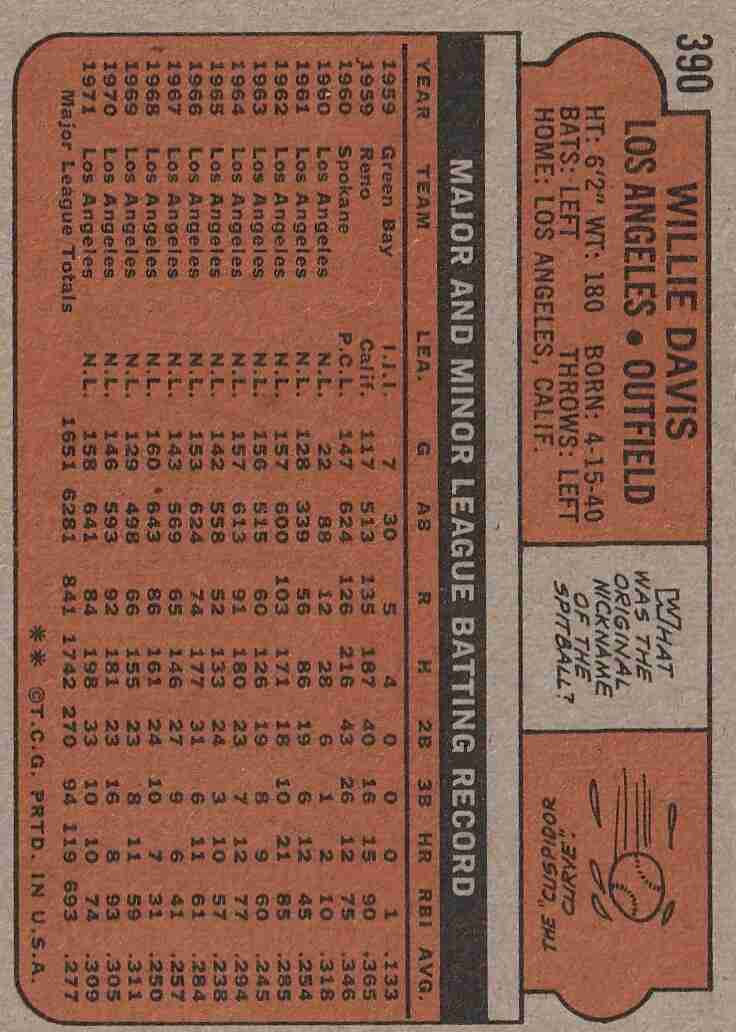 390
WILLIE DAVIS
LOS ANGELES • OUTFIELD
HT: 6'2" WT: 180 BORN: 4-15-40
BATS: LEFT THROWS: LEFT
HOME: LOS ANGELES, CALIF.
WHAT
WAS THE
ORIGINAL
NICKNAME
OF THE
SPITBALL?
THE "CUSPIDOR
CURVE".
MAJOR AND MINOR LEAGUE BATTING RECORD
YEAR TEAM LEA. G AB R H 2B 3B HR RBI AVG.
1959 Green Bay I.I.I. 7 30 5 4 0 0 0 1 .133
1959 Reno Calif. 117 513 135 187 40 16 15 90 .365
1960 Spokane P.C.L. 147 624 126 216 43 26 12 75 .346
1960 Los Angeles N.L. 22 88 12 28 6 1 2 10 .318
1961 Los Angeles N.L. 128 339 56 86 19 6 12 45 .254
1962 Los Angeles N.L. 157 600 103 171 18 10 21 85 .285
1963 Los Angeles N.L. 156 515 60 126 19 8 9 60 .245
1964 Los Angeles N.L. 157 613 91 180 23 7 12 77 .294
1965 Los Angeles N.L. 142 558 52 133 24 3 10 57 .238
1966 Los Angeles N.L. 153 624 74 177 31 6 11 61 .284
1967 Los Angeles N.L. 143 569 65 146 27 9 6 41 .257
1968 Los Angeles N.L. 160 643 86 161 24 10 7 31 .250
1969 Los Angeles N.L. 129 498 66 155 23 8 11 59 .311
1970 Los Angeles N.L. 146 593 92 181 23 16 8 93 .305
1971 Los Angeles N.L. 158 641 84 198 33 10 10 74 .309
Major League Totals 1651 6281 841 1742 270 94 119 693 .277
** ©T.C.G. PRTD. IN U.S.A.